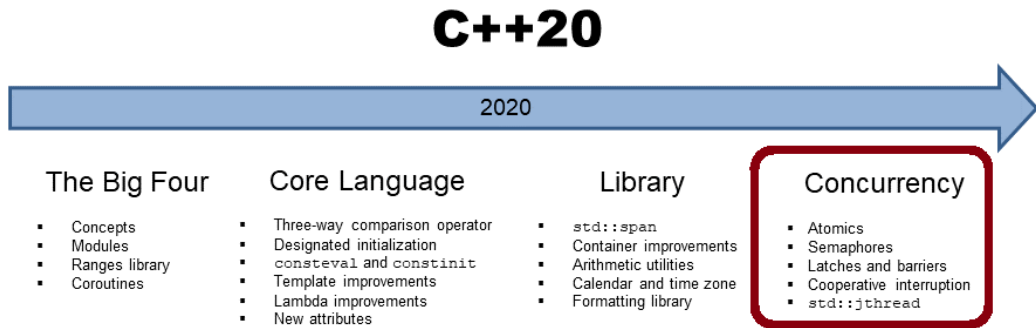 C++20
2020
The Big Four
▪ Concepts
▪ Modules
▪ Ranges library
▪ Coroutines
Core Language
▪ Three-way comparison operator
▪ Designated initialization
▪ consteval and constinit
▪ Template improvements
▪ Lambda improvements
▪ New attributes
Library
▪ std::span
▪ Container improvements
▪ Arithmetic utilities
▪ Calendar and time zone
▪ Formatting library
Concurrency
▪ Atomics
▪ Semaphores
▪ Latches and barriers
▪ Cooperative interruption
▪ std::jthread